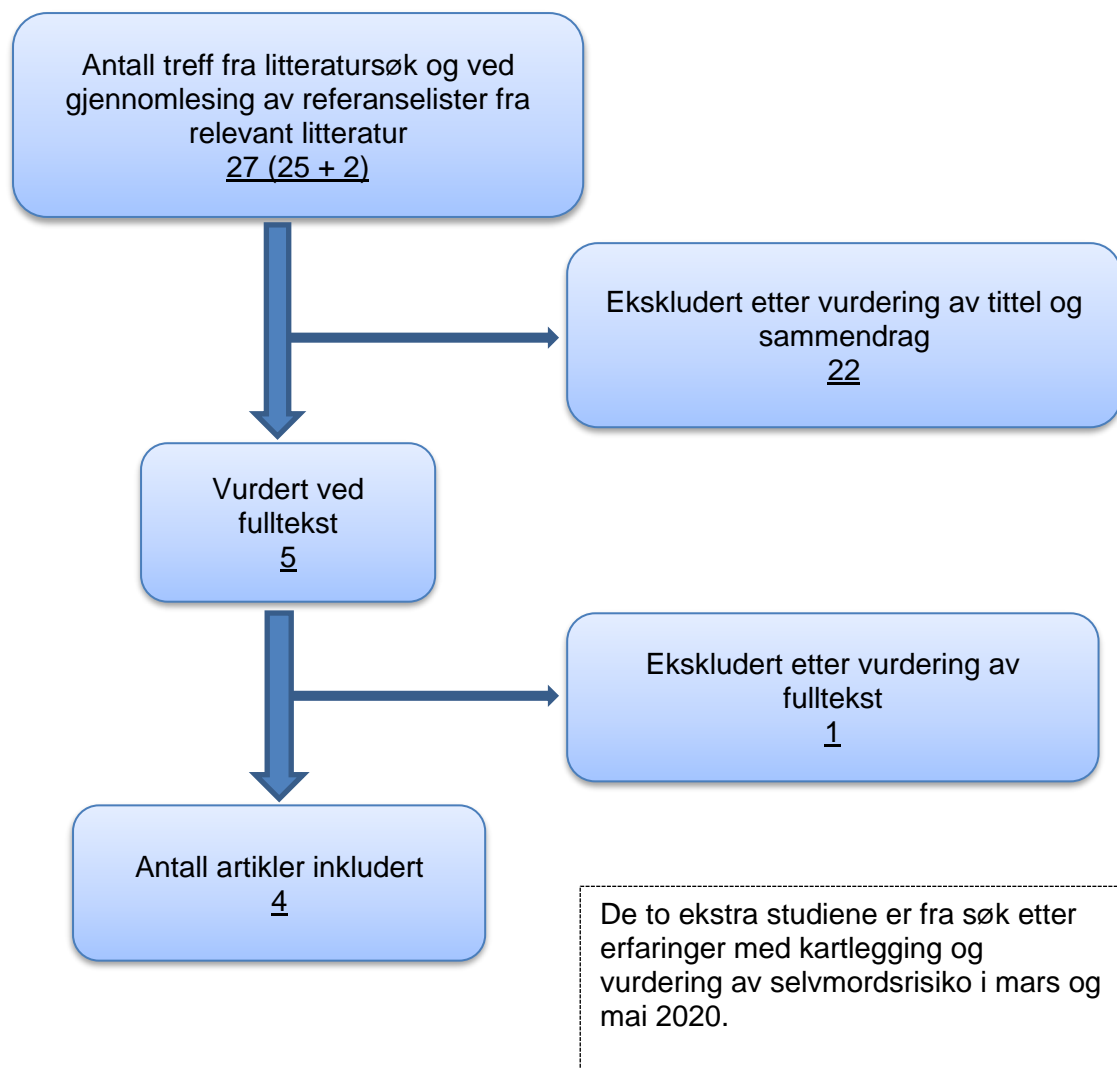 Antall treff fra litteratursøk og ved
gjennomlesing av referanselister fra
relevant litteratur
27 (25 + 2)
Ekskludert etter vurdering av tittel og
sammendrag
22
Vurdert ved
fulltekst
5
Ekskludert etter vurdering av
fulltekst
1
Antall artikler inkludert
4
De to ekstra studiene er fra søk etter
erfaringer med kartlegging og
vurdering av selvmordsrisiko i mars og
mai 2020.